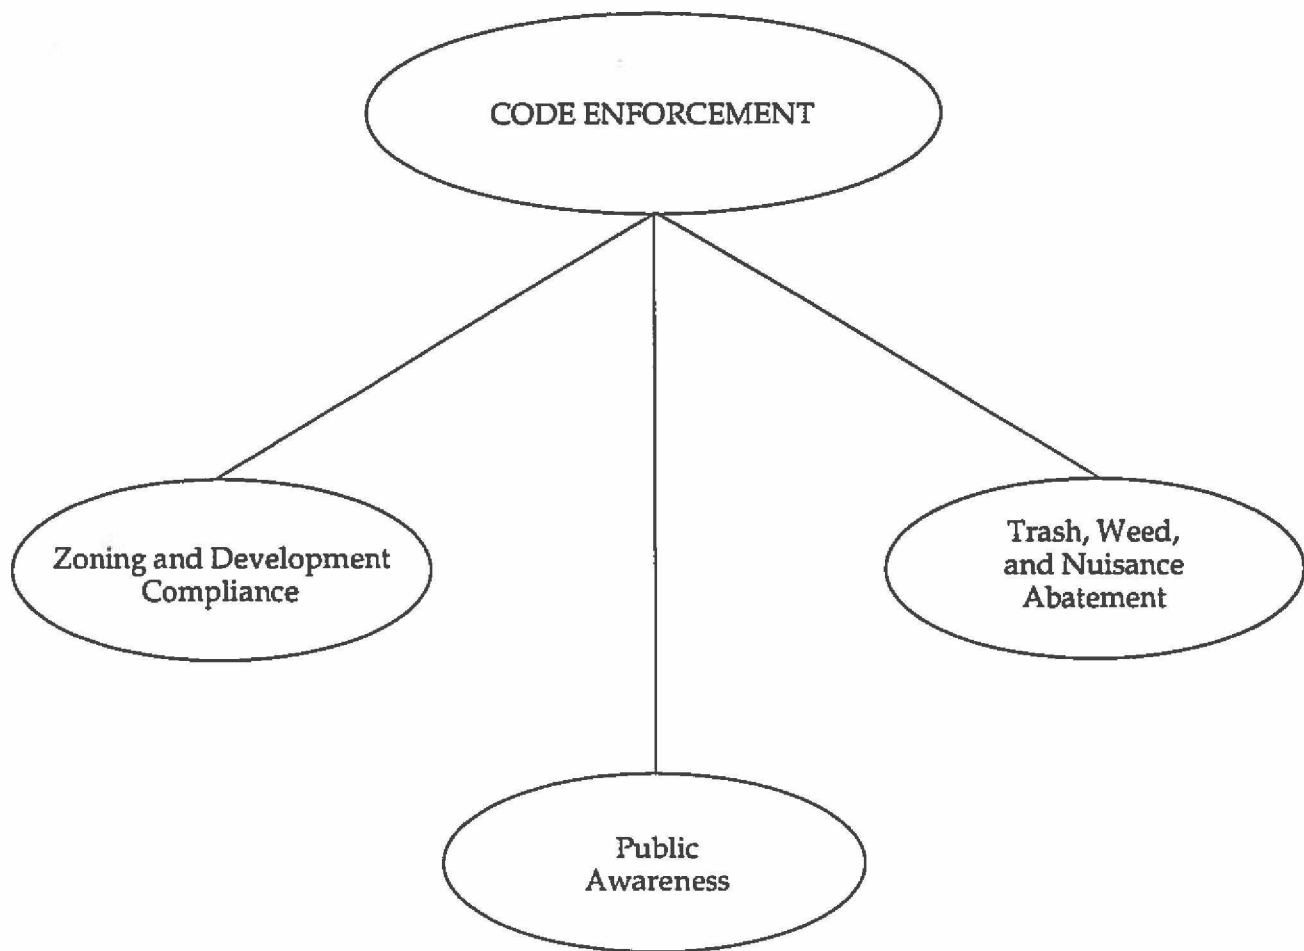 CODE ENFORCEMENT
Zoning and Development
Compliance
Trash, Weed,
and Nuisance
Abatement
Public
Awareness